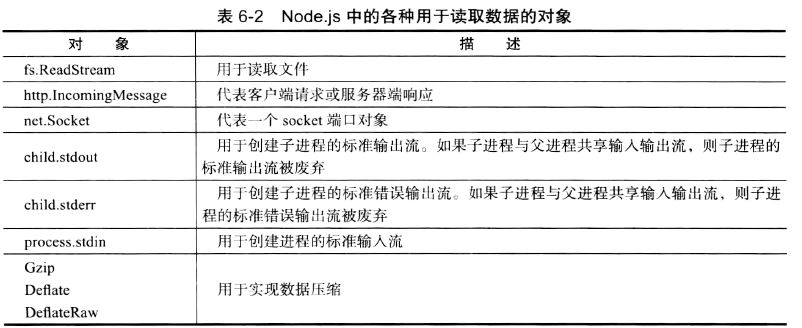 表 6-2 Node.js 中的各种用于读取数据的对象
对 象 描 述
fs.ReadStream 用于读取文件
http.IncomingMessage 代表客户端请求或服务器端响应
net.Socket 代表一个 socket 端口对象
child.stdout 用于创建子进程的标准输出流。如果子进程与父进程共享输入输出流，则子进程的
标准输出流被废弃
child.stderr 用于创建子进程的标准错误输出流。如果子进程与父进程共享输入输出流，则子进
程的标准错误输出流被废弃
process.stdin 用于创建进程的标准输入流
Gzip
Deflate 用于实现数据压缩
DeflateRaw